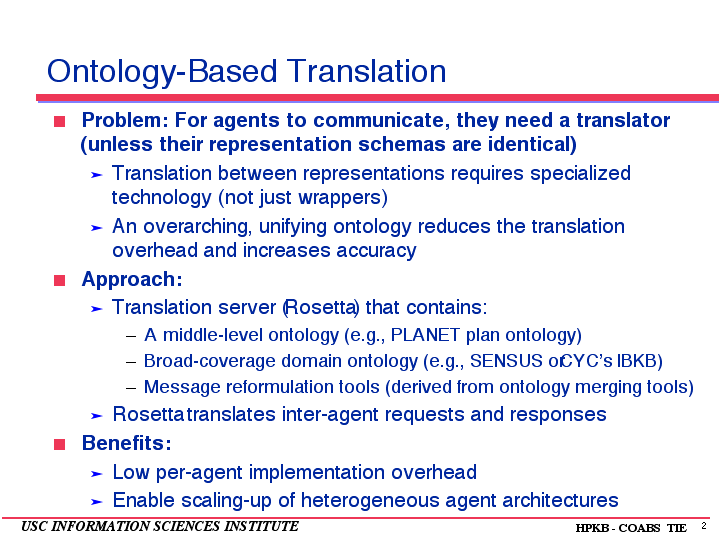 Ontology-Based Translation
Problem: For agents to communicate, they need a translator
(unless their representation schemas are identical)
Translation between representations requires specialized
technology (not just wrappers)
An overarching, unifying ontology reduces the translation
overhead and increases accuracy
Approach:
Translation server (Rosetta) that contains:
– A middle-level ontology (e.g., PLANET plan ontology)
– Broad-coverage domain ontology (e.g., SENSUS or CYC's IBKB)
– Message reformulation tools (derived from ontology merging tools)
Rosetta translates inter-agent requests and responses
Benefits:
Low per-agent implementation overhead
Enable scaling-up of heterogeneous agent architectures
USC INFORMATION SCIENCES INSTITUTE
HPKB - COABS TIE 2